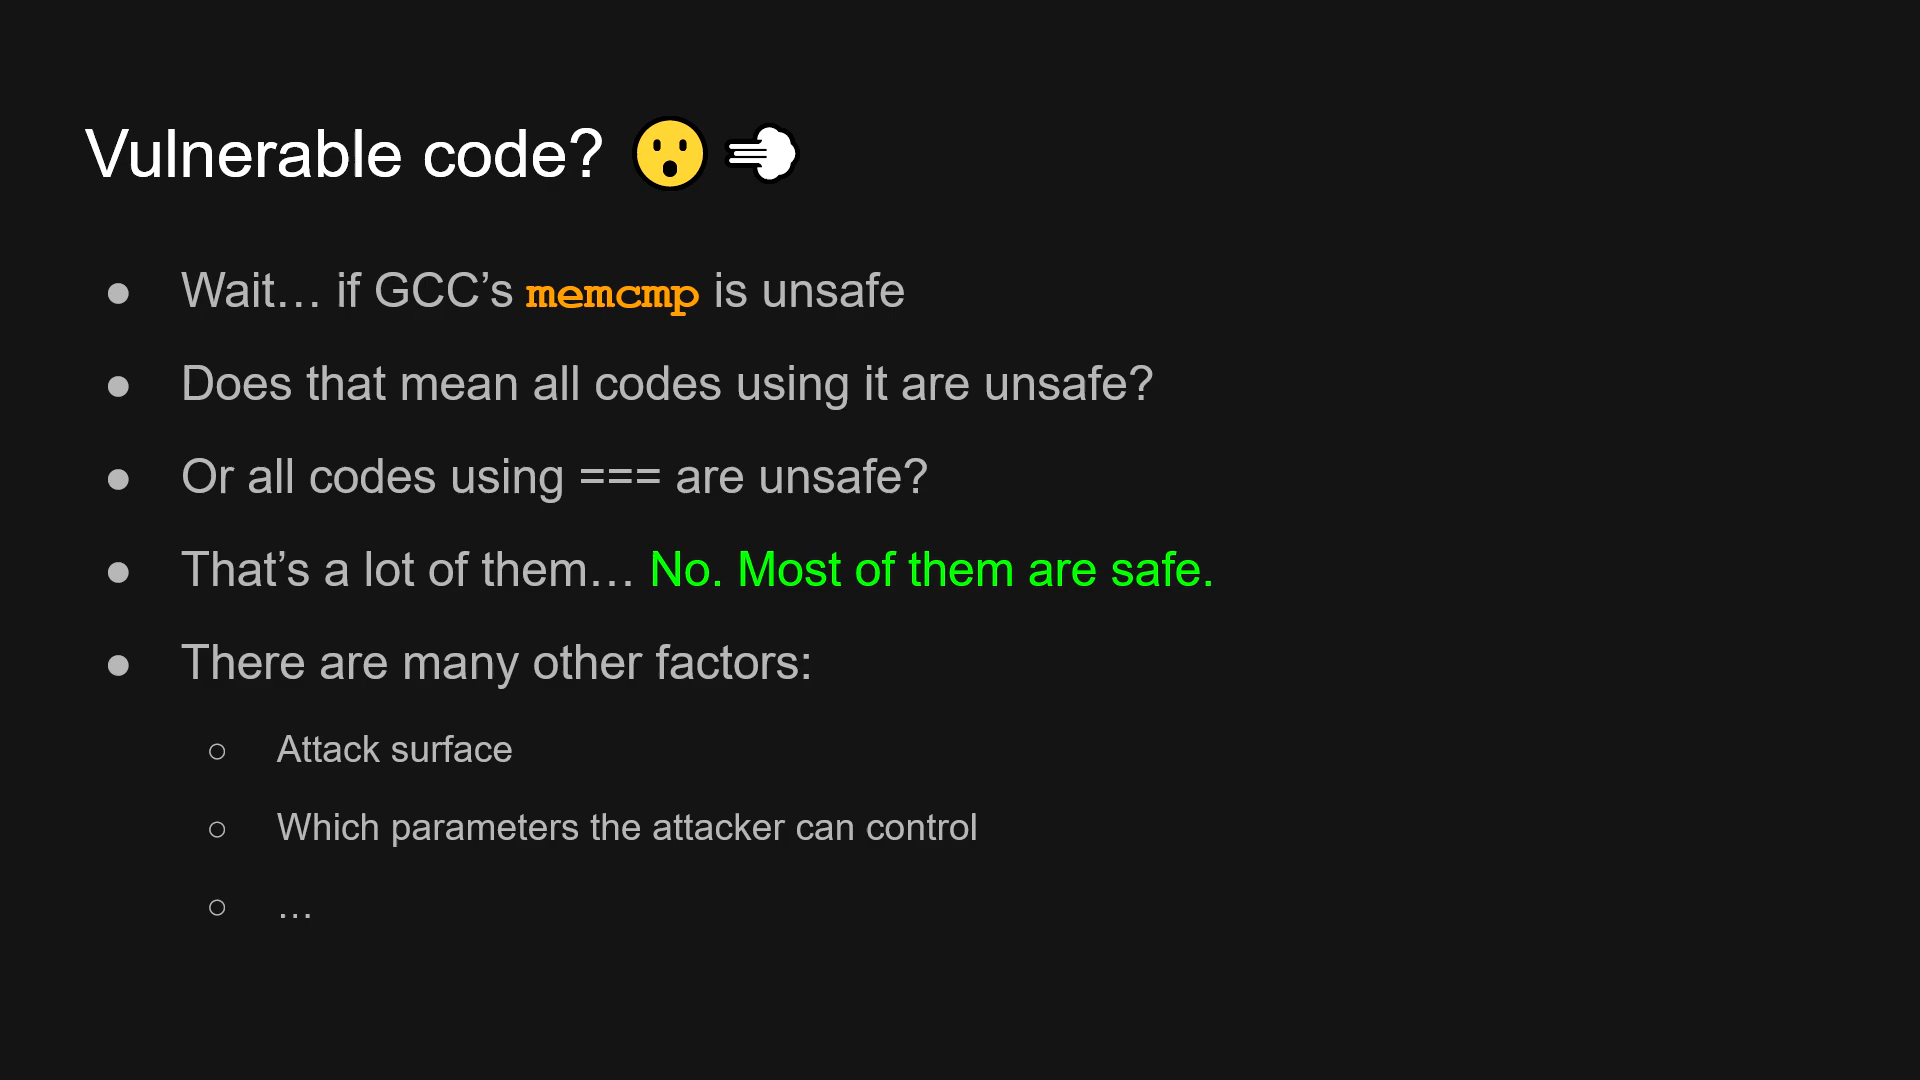 Vulnerable code? 😮💨
● Wait… if GCC’s memcmp is unsafe
● Does that mean all codes using it are unsafe?
● Or all codes using === are unsafe?
● That’s a lot of them… No. Most of them are safe.
● There are many other factors:
○ Attack surface
○ Which parameters the attacker can control
○ …